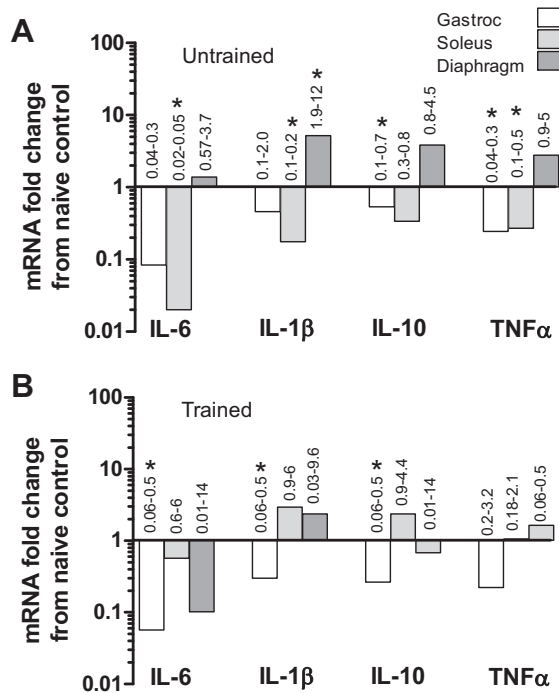 A
Untrained
Gastroc
Soleus
Diaphragm
mRNA fold change
from naive control
100
10
1
0.1
0.01
0.04-0.3
0.02-0.05 *
0.57-3.7
0.1-2.0
0.1-0.2 *
1.9-12 *
0.1-0.7 *
0.3-0.8
0.8-4.5
0.04-0.3 *
0.1-0.5 *
0.9-5
IL-6 IL-1β IL-10 TNFα
B
Trained
mRNA fold change
from naive control
100
10
1
0.1
0.01
0.06-0.5 *
0.6-6
0.01-14
0.06-0.5 *
0.9-6
0.03-9.6
0.06-0.5 *
0.9-4.4
0.01-14
0.2-3.2
0.18-2.1
0.06-0.5
IL-6 IL-1β IL-10 TNFα